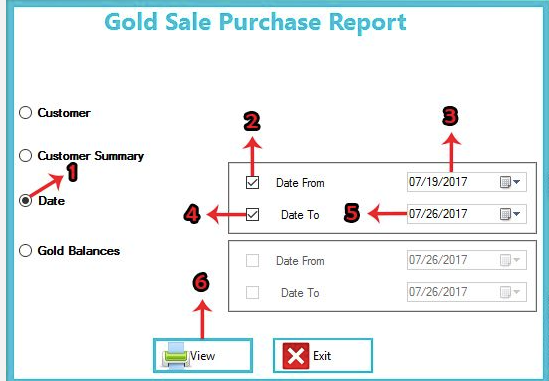 Gold Sale Purchase Report
Customer
2
3
Customer Summary
1
Date From 07/19/2017
Date
4 Date To 5 07/26/2017
Gold Balances
Date From 07/26/2017
6
Date To 07/26/2017
View Exit